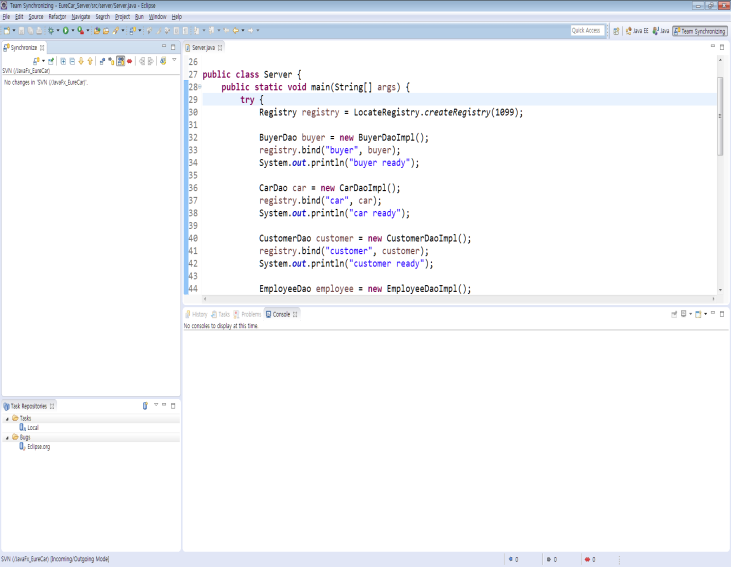 Team Synchronizing - EureCar_Server/src/server/Server.java - Eclipse
File Edit Source Refactor Navigate Search Project Run Window Help
Quick Access
Java EE
Java
Team Synchronizing
Synchronize
SVN (/JavaFx_EureCar)
No changes in 'SVN (/JavaFx_EureCar)'.
Server.java
26
27 public class Server {
28 public static void main(String[] args) {
29 try {
30 Registry registry = LocateRegistry.createRegistry(1099);
31
32 BuyerDao buyer = new BuyerDaoImpl();
33 registry.bind("buyer", buyer);
34 System.out.println("buyer ready");
35
36 CarDao car = new CarDaoImpl();
37 registry.bind("car", car);
38 System.out.println("car ready");
39
40 CustomerDao customer = new CustomerDaoImpl();
41 registry.bind("customer", customer);
42 System.out.println("customer ready");
43
44 EmployeeDao employee = new EmployeeDaoImpl();
History Tasks Problems Console
No consoles to display at this time.
Task Repositories
Tasks
Local
Bugs
Eclipse.org
SVN (/JavaFx_EureCar) [Incoming/Outgoing Mode]
0
0
0